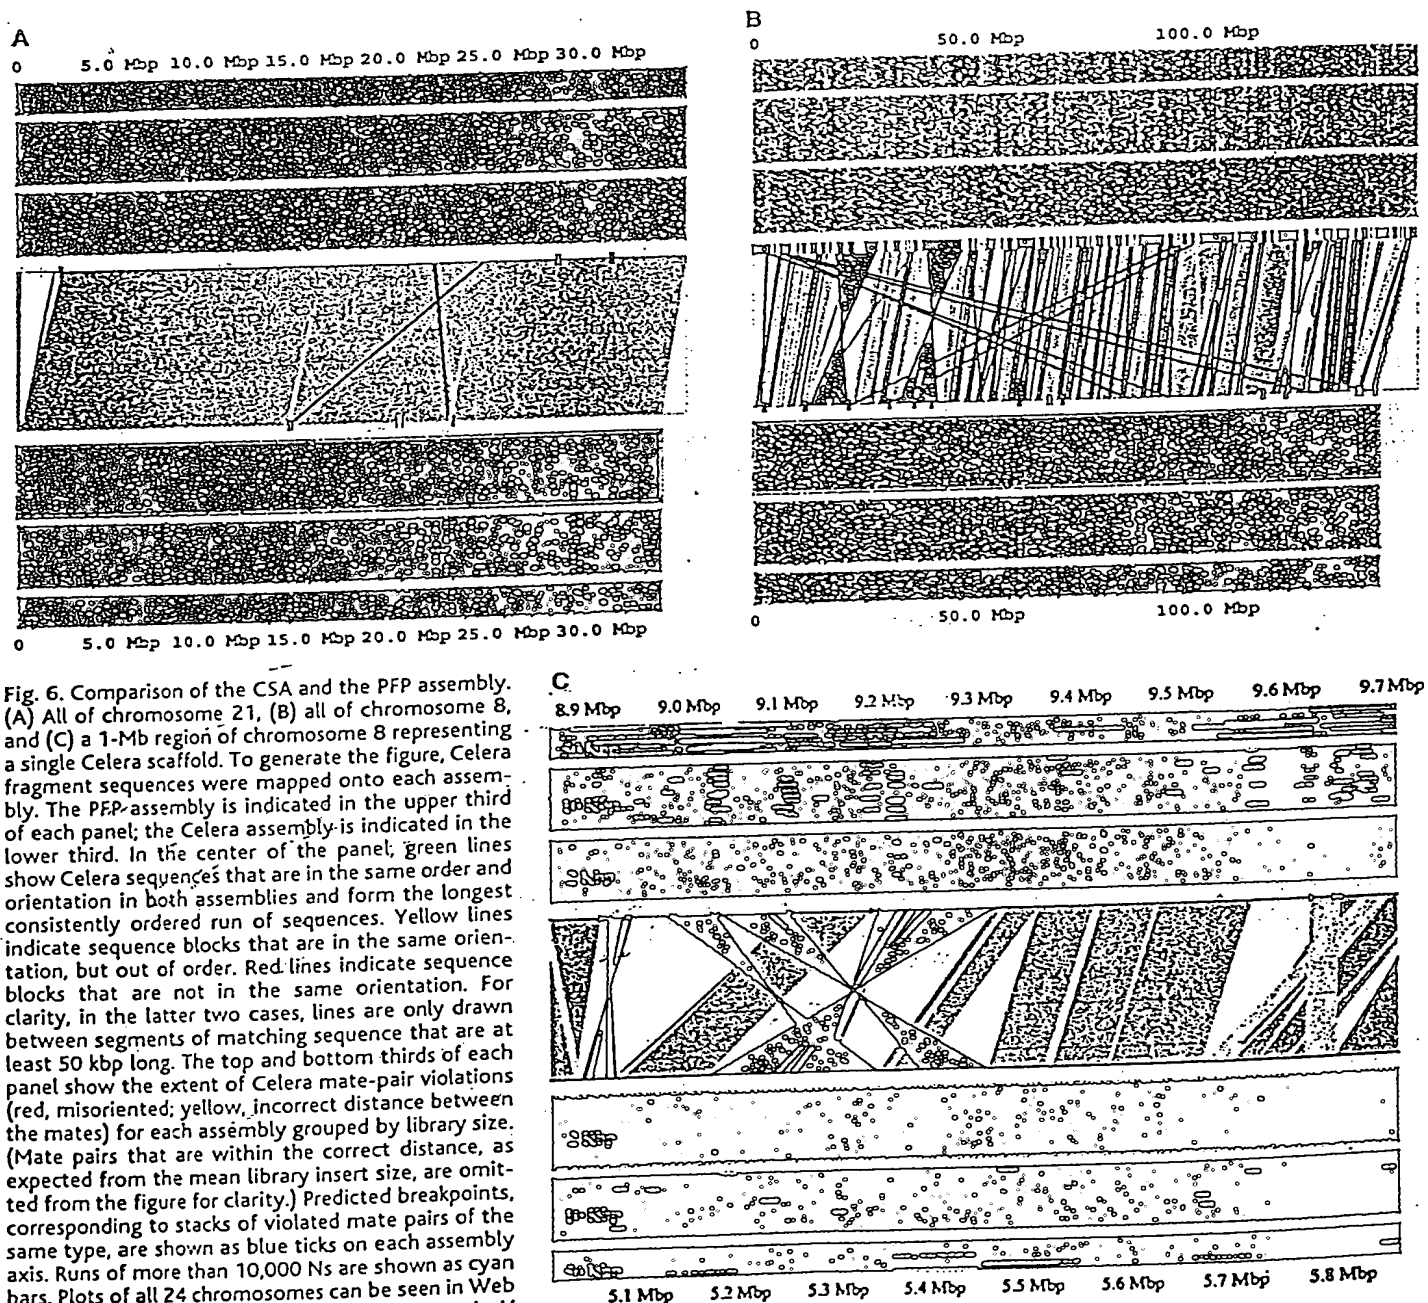 A
0 5.0 Mbp 10.0 Mbp 15.0 Mbp 20.0 Mbp 25.0 Mbp 30.0 Mbp
0 5.0 Mbp 10.0 Mbp 15.0 Mbp 20.0 Mbp 25.0 Mbp 30.0 Mbp
B
0 50.0 Mbp 100.0 Mbp
0 50.0 Mbp 100.0 Mbp
Fig. 6. Comparison of the CSA and the PFP assembly.
(A) All of chromosome 21, (B) all of chromosome 8,
and (C) a 1-Mb region of chromosome 8 representing
a single Celera scaffold. To generate the figure, Celera
fragment sequences were mapped onto each assem-
bly. The PFP assembly is indicated in the upper third
of each panel; the Celera assembly is indicated in the
lower third. In the center of the panel, green lines
show Celera sequences that are in the same order and
orientation in both assemblies and form the longest
consistently ordered run of sequences. Yellow lines
indicate sequence blocks that are in the same orien-
tation, but out of order. Red lines indicate sequence
blocks that are not in the same orientation. For
clarity, in the latter two cases, lines are only drawn
between segments of matching sequence that are at
least 50 kbp long. The top and bottom thirds of each
panel show the extent of Celera mate-pair violations
(red, misoriented; yellow, incorrect distance between
the mates) for each assembly grouped by library size.
(Mate pairs that are within the correct distance, as
expected from the mean library insert size, are omit-
ted from the figure for clarity.) Predicted breakpoints,
corresponding to stacks of violated mate pairs of the
same type, are shown as blue ticks on each assembly
axis. Runs of more than 10,000 Ns are shown as cyan
bars. Plots of all 24 chromosomes can be seen in Web
C
8.9 Mbp 9.0 Mbp 9.1 Mbp 9.2 Mbp 9.3 Mbp 9.4 Mbp 9.5 Mbp 9.6 Mbp 9.7 Mbp
5.1 Mbp 5.2 Mbp 5.3 Mbp 5.4 Mbp 5.5 Mbp 5.6 Mbp 5.7 Mbp 5.8 Mbp